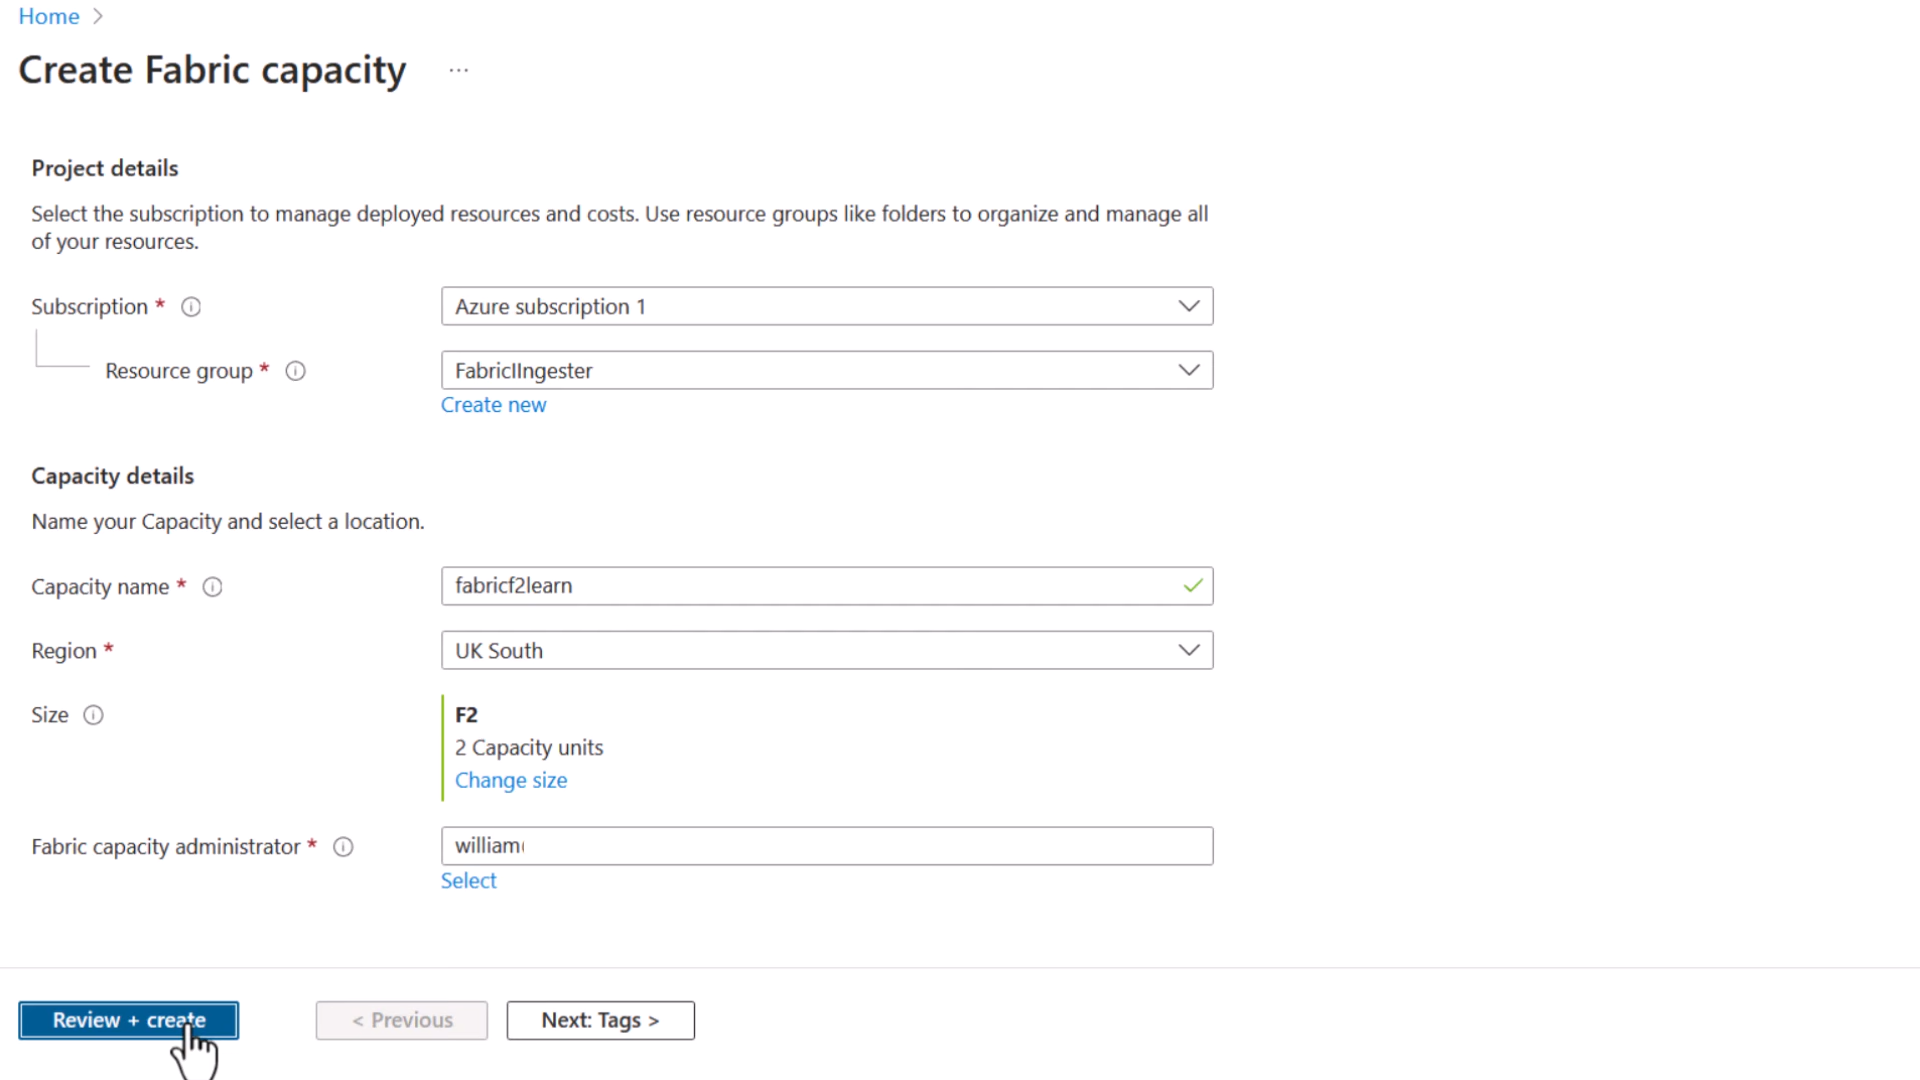 Home >
Create Fabric capacity ...
Project details
Select the subscription to manage deployed resources and costs. Use resource groups like folders to organize and manage all
of your resources.
Subscription *
Azure subscription 1
Resource group *
FabricIIngester
Create new
Capacity details
Name your Capacity and select a location.
Capacity name *
fabricf2learn
Region *
UK South
Size
F2
2 Capacity units
Change size
Fabric capacity administrator *
william
Select
Review + create
< Previous
Next: Tags >